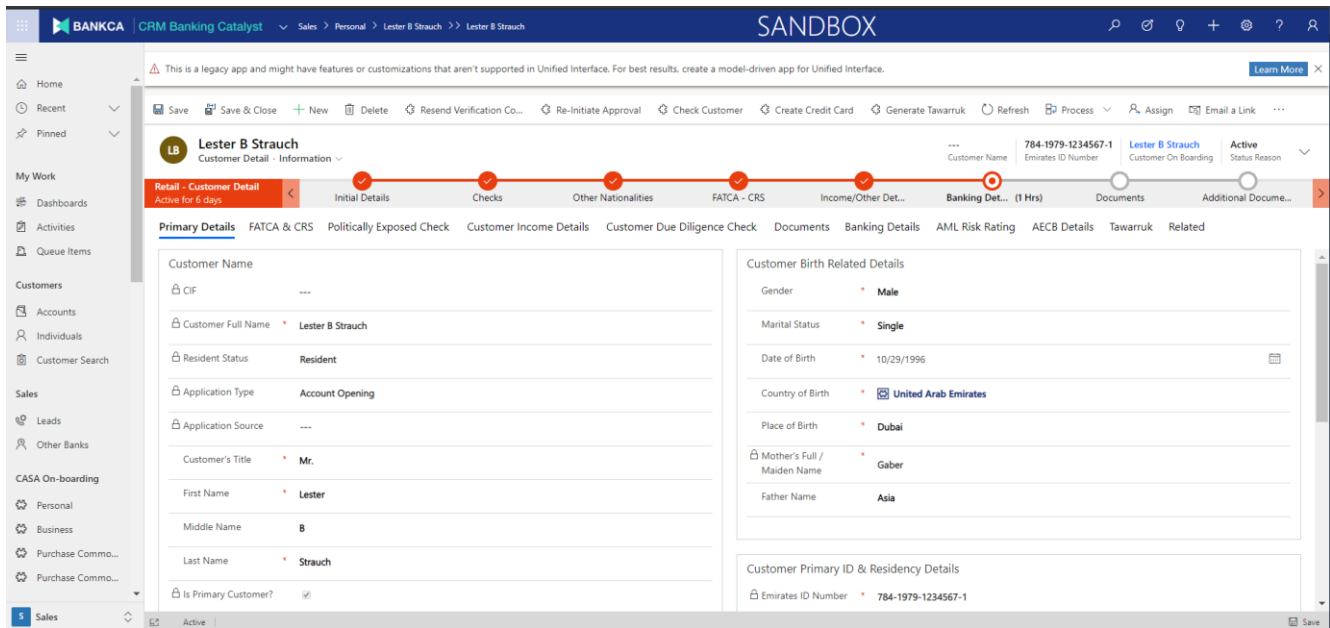 BANKCA CRM Banking Catalyst Sales > Personal > Lester B Strauch >> Lester B Strauch SANDBOX
This is a legacy app and might have features or customizations that aren't supported in Unified Interface. For best results, create a model-driven app for Unified Interface. Learn More
Home
Recent
Pinned
My Work
Dashboards
Activities
Queue Items
Customers
Accounts
Individuals
Customer Search
Sales
Leads
Other Banks
CASA On-boarding
Personal
Business
Purchase Commo...
Purchase Commo...
S Sales
Save Save & Close New Delete Resend Verification Co... Re-Initiate Approval Check Customer Create Credit Card Generate Tawarruk Refresh Process Assign Email a Link ...
LB
Lester B Strauch
Customer Detail · Information
---
Customer Name
784-1979-1234567-1
Emirates ID Number
Lester B Strauch
Customer On Boarding
Active
Status Reason
Retail - Customer Detail
Active for 6 days
Initial Details Checks Other Nationalities FATCA - CRS Income/Other Det... Banking Det... (1 Hrs) Documents Additional Docume...
Primary Details FATCA & CRS Politically Exposed Check Customer Income Details Customer Due Diligence Check Documents Banking Details AML Risk Rating AECB Details Tawarruk Related
Customer Name
CIF ---
Customer Full Name * Lester B Strauch
Resident Status Resident
Application Type Account Opening
Application Source ---
Customer's Title * Mr.
First Name * Lester
Middle Name B
Last Name * Strauch
Is Primary Customer?
Customer Birth Related Details
Gender * Male
Marital Status * Single
Date of Birth * 10/29/1996
Country of Birth * United Arab Emirates
Place of Birth * Dubai
Mother's Full / * Gaber
Maiden Name
Father Name Asia
Customer Primary ID & Residency Details
Emirates ID Number * 784-1979-1234567-1
Active Save